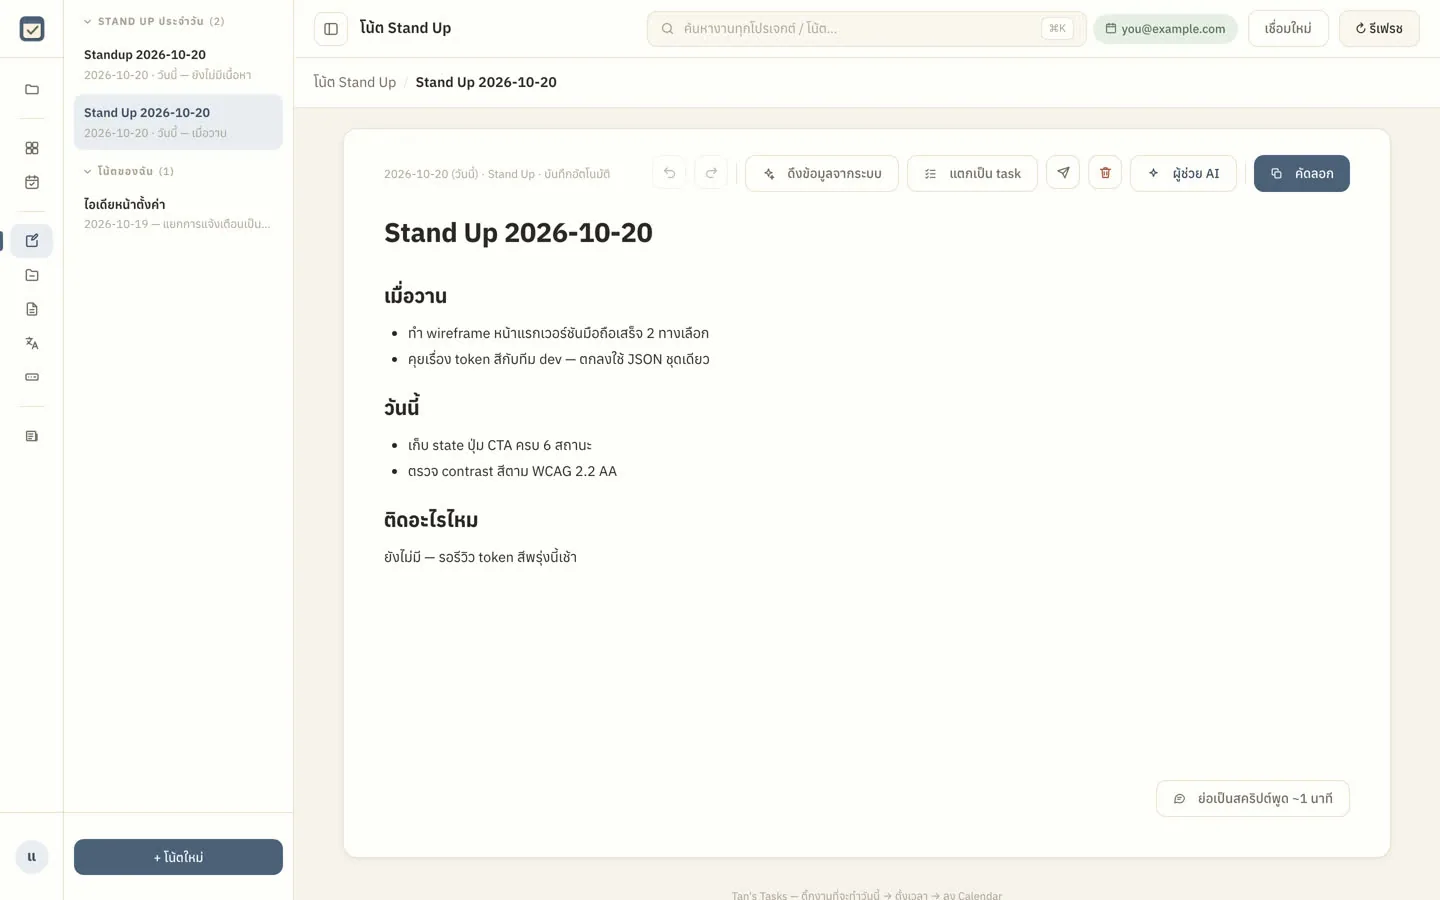 STAND UP ประจำวัน (2)
Standup 2026-10-20
2026-10-20 · วันนี้ — ยังไม่มีเนื้อหา
Stand Up 2026-10-20
2026-10-20 · วันนี้ — เมื่อวาน
โน้ตของฉัน (1)
ไอเดียหน้าตั้งค่า
2026-10-19 — แยกการแจ้งเตือนเป็น...
+ โน้ตใหม่
แ
โน้ต Stand Up
ค้นหางานทุกโปรเจกต์ / โน้ต...
⌘K
you@example.com
เชื่อมใหม่
รีเฟรช
โน้ต Stand Up / Stand Up 2026-10-20
2026-10-20 (วันนี้) · Stand Up · บันทึกอัตโนมัติ
ดึงข้อมูลจากระบบ
แตกเป็น task
ผู้ช่วย AI
คัดลอก
Stand Up 2026-10-20
เมื่อวาน
• ทำ wireframe หน้าแรกเวอร์ชันมือถือเสร็จ 2 ทางเลือก
• คุยเรื่อง token สีกับทีม dev — ตกลงใช้ JSON ชุดเดียว
วันนี้
• เก็บ state ปุ่ม CTA ครบ 6 สถานะ
• ตรวจ contrast สีตาม WCAG 2.2 AA
ติดอะไรไหม
ยังไม่มี — รอรีวิว token สีพรุ่งนี้เช้า
ย่อเป็นสคริปต์พูด ~1 นาที
Tan's Tasks — ติ๊กงานที่จะทำวันนี้ → ตั้งเวลา → ลง Calendar